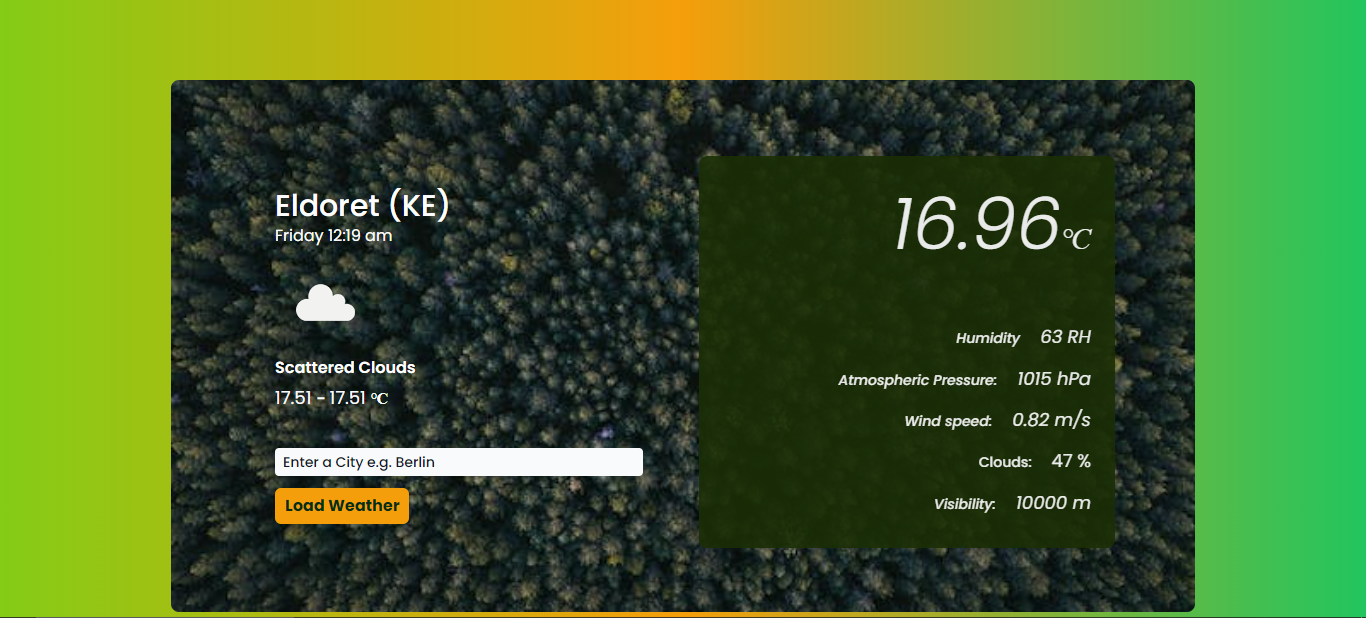 Eldoret (KE)
Friday 12:19 am
Scattered Clouds
17.51 - 17.51 °C
Enter a City e.g. Berlin
Load Weather
16.96°C
Humidity 63 RH
Atmospheric Pressure: 1015 hPa
Wind speed: 0.82 m/s
Clouds: 47 %
Visibility: 10000 m